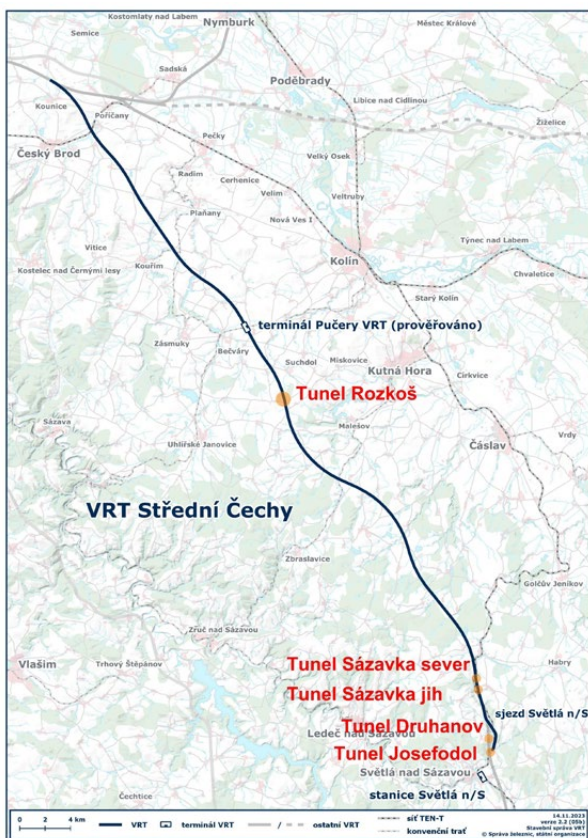 Kostomlaty nad Labem
Nymburk
Městec Králové
Semice
Sadská
Poděbrady
Kounice
Poříčany
Libice nad Cidlinou
Žiželice
Český Brod
Pečky
Velký Osek
Radim
Cerhenice
Velim
Veltruby
Plaňany
Nová Ves I
Vitice
Týnec nad Labem
Kostelec nad Černými lesy
Kouřim
Kolín
Chvaletice
Starý Kolín
terminál Pučery VRT (prověřováno)
Zásmuky
Bečváry
Suchdol
Miskovice
Kutná Hora
Církvice
Tunel Rozkoš
Sázava
Malešov
Vrdy
Uhlířské Janovice
Čáslav
VRT Střední Čechy
Zbraslavice
Golčův Jeníkov
Zruč nad Sázavou
Vlašim
Trhový Štěpánov
Tunel Sázavka sever
Habry
Tunel Sázavka jih
sjezd Světlá n/S
Tunel Druhanov
Ledeč nad Sázavou
Tunel Josefodol
Světlá nad Sázavou
Čechtice
stanice Světlá n/S
0 2 4 km
VRT
terminál VRT
ostatní VRT
síť TEN-T
konvenční trať
Stavební správa VRT
© Správa železnic, státní organizace